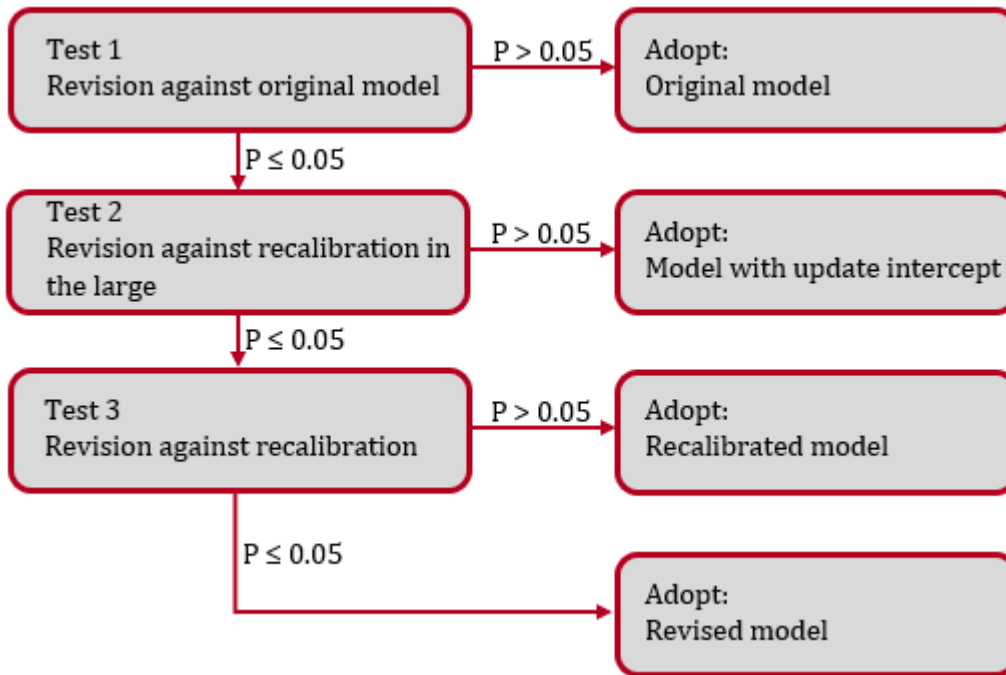 Test 1
Revision against original model
P > 0.05
Adopt:
Original model
P ≤ 0.05
Test 2
Revision against recalibration in
the large
P > 0.05
Adopt:
Model with update intercept
P ≤ 0.05
Test 3
Revision against recalibration
P > 0.05
Adopt:
Recalibrated model
P ≤ 0.05
Adopt:
Revised model